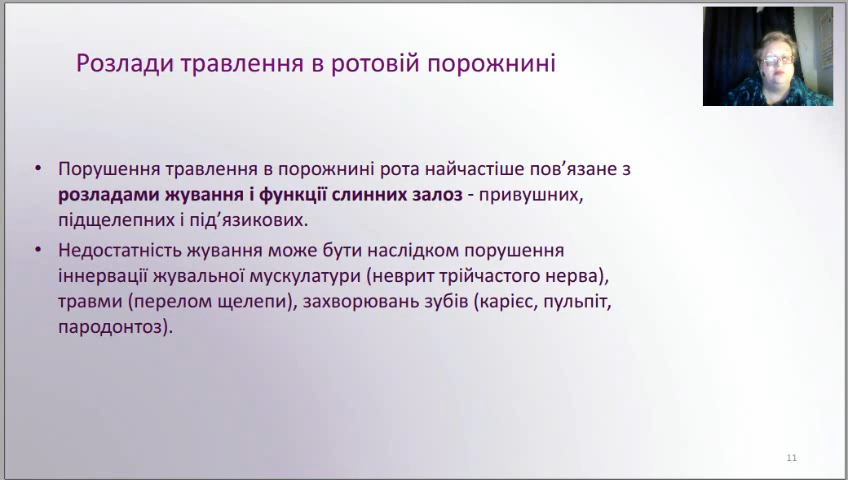 Розлади травлення в ротовій порожнині
• Порушення травлення в порожнині рота найчастіше пов’язане з
розладами жування і функції слинних залоз - привушних,
підщелепних і під’язикових.
• Недостатність жування може бути наслідком порушення
іннервації жувальної мускулатури (неврит трійчастого нерва),
травми (перелом щелепи), захворювань зубів (карієс, пульпіт,
пародонтоз).
11